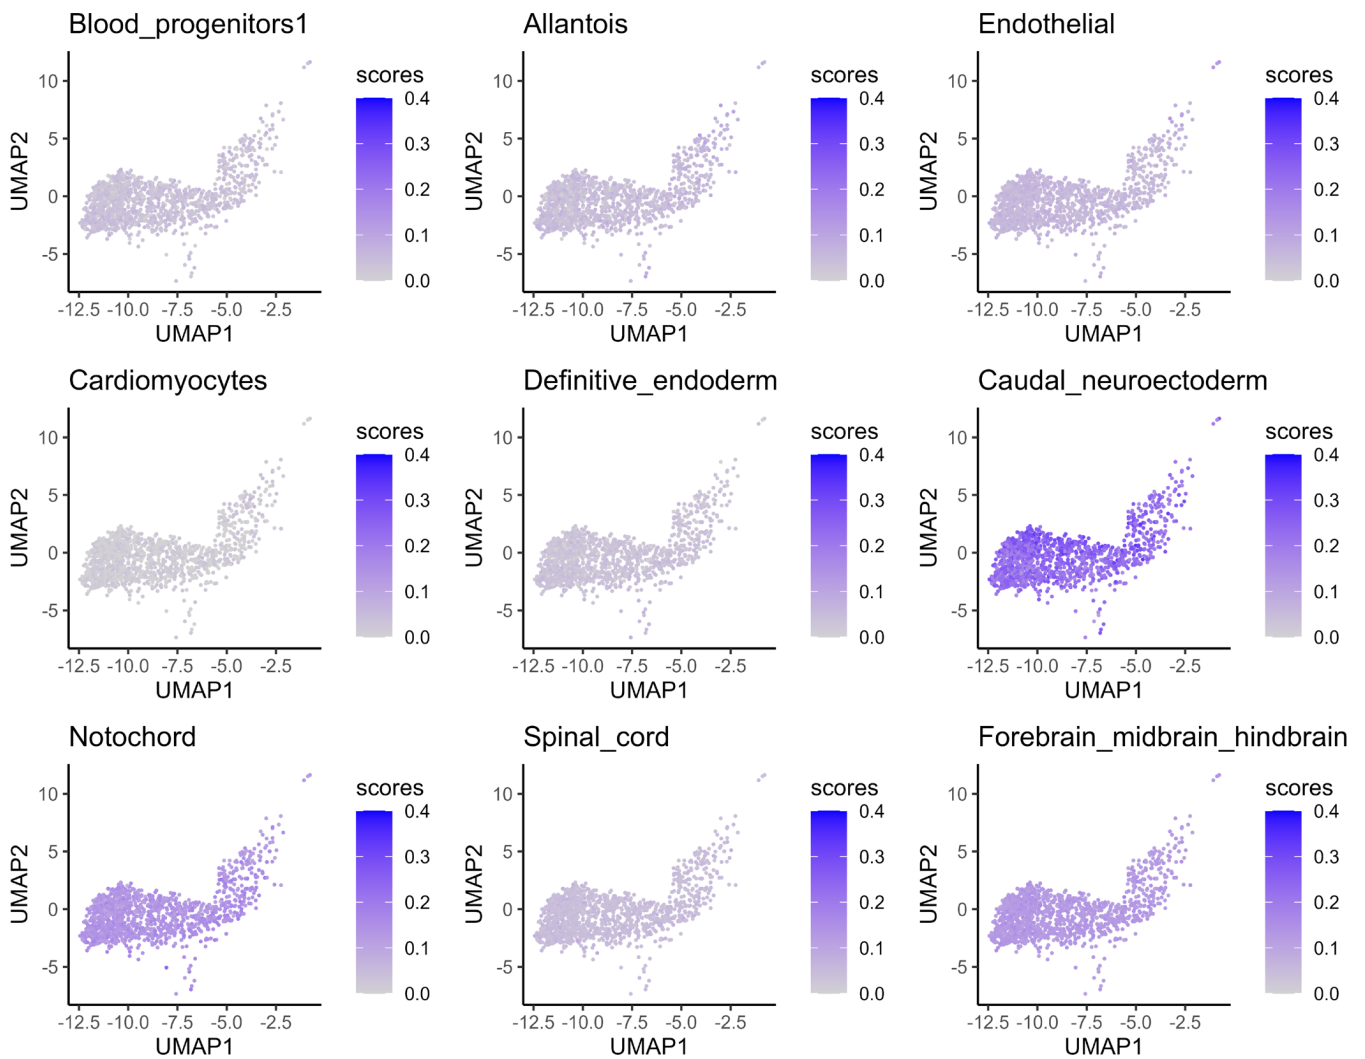 Blood_progenitors1
Allantois
Endothelial
UMAP2
10
5
0
-5
-12.5 -10.0 -7.5 -5.0 -2.5
UMAP1
scores
0.4
0.3
0.2
0.1
0.0
UMAP2
10
5
0
-5
-12.5 -10.0 -7.5 -5.0 -2.5
UMAP1
scores
0.4
0.3
0.2
0.1
0.0
UMAP2
10
5
0
-5
-12.5 -10.0 -7.5 -5.0 -2.5
UMAP1
scores
0.4
0.3
0.2
0.1
0.0
Cardiomyocytes
Definitive_endoderm
Caudal_neuroectoderm
UMAP2
10
5
0
-5
-12.5 -10.0 -7.5 -5.0 -2.5
UMAP1
scores
0.4
0.3
0.2
0.1
0.0
UMAP2
10
5
0
-5
-12.5 -10.0 -7.5 -5.0 -2.5
UMAP1
scores
0.4
0.3
0.2
0.1
0.0
UMAP2
10
5
0
-5
-12.5 -10.0 -7.5 -5.0 -2.5
UMAP1
scores
0.4
0.3
0.2
0.1
0.0
Notochord
Spinal_cord
Forebrain_midbrain_hindbrain
UMAP2
10
5
0
-5
-12.5 -10.0 -7.5 -5.0 -2.5
UMAP1
scores
0.4
0.3
0.2
0.1
0.0
UMAP2
10
5
0
-5
-12.5 -10.0 -7.5 -5.0 -2.5
UMAP1
scores
0.4
0.3
0.2
0.1
0.0
UMAP2
10
5
0
-5
-12.5 -10.0 -7.5 -5.0 -2.5
UMAP1
scores
0.4
0.3
0.2
0.1
0.0